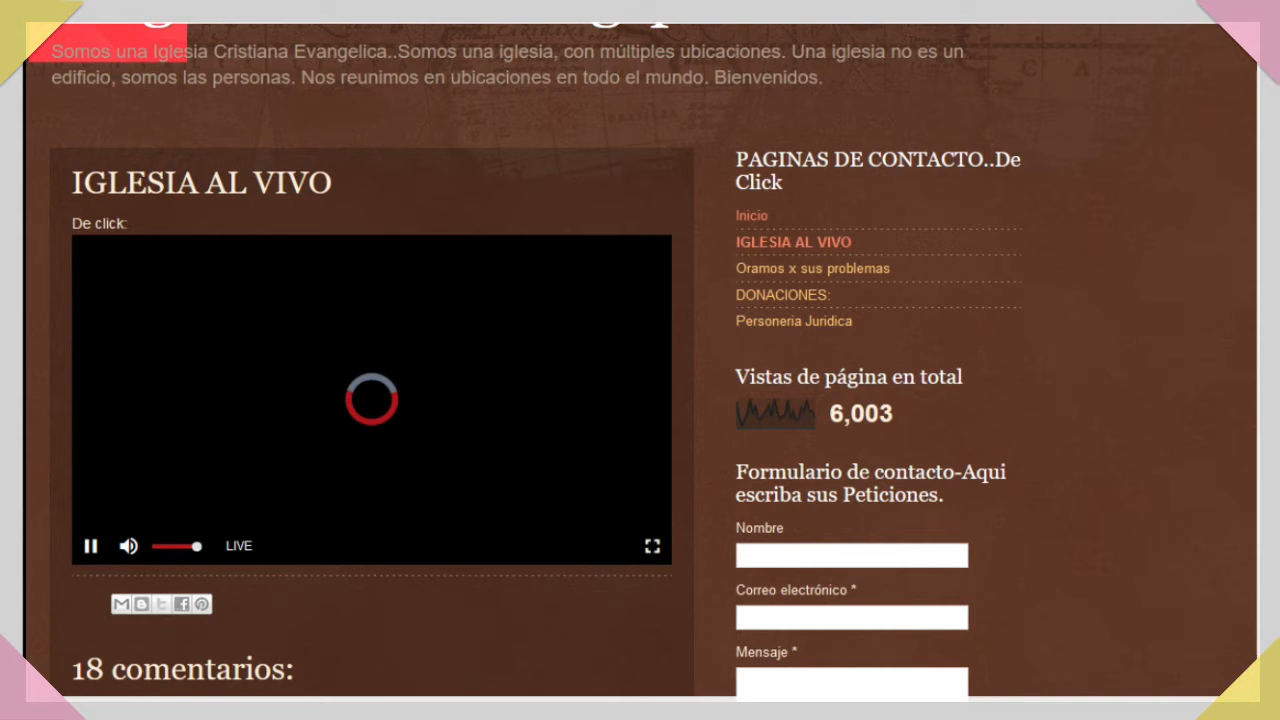 Somos una Iglesia Cristiana Evangelica..Somos una iglesia, con múltiples ubicaciones. Una iglesia no es un
edificio, somos las personas. Nos reunimos en ubicaciones en todo el mundo. Bienvenidos.
IGLESIA AL VIVO
De click:
LIVE
18 comentarios:
PAGINAS DE CONTACTO..De
Click
Inicio
IGLESIA AL VIVO
Oramos x sus problemas
DONACIONES:
Personeria Juridica
Vistas de página en total
6,003
Formulario de contacto-Aqui
escriba sus Peticiones.
Nombre
Correo electrónico *
Mensaje *